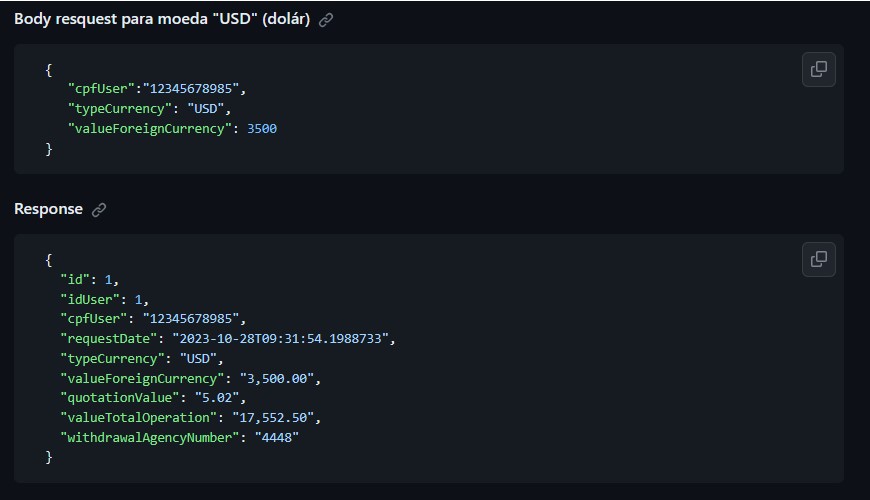 Body resquest para moeda "USD" (dolár)
{
"cpfUser":"12345678985",
"typeCurrency": "USD",
"valueForeignCurrency": 3500
}
Response
{
"id": 1,
"idUser": 1,
"cpfUser": "12345678985",
"requestDate": "2023-10-28T09:31:54.1988733",
"typeCurrency": "USD",
"valueForeignCurrency": "3,500.00",
"quotationValue": "5.02",
"valueTotalOperation": "17,552.50",
"withdrawalAgencyNumber": "4448"
}